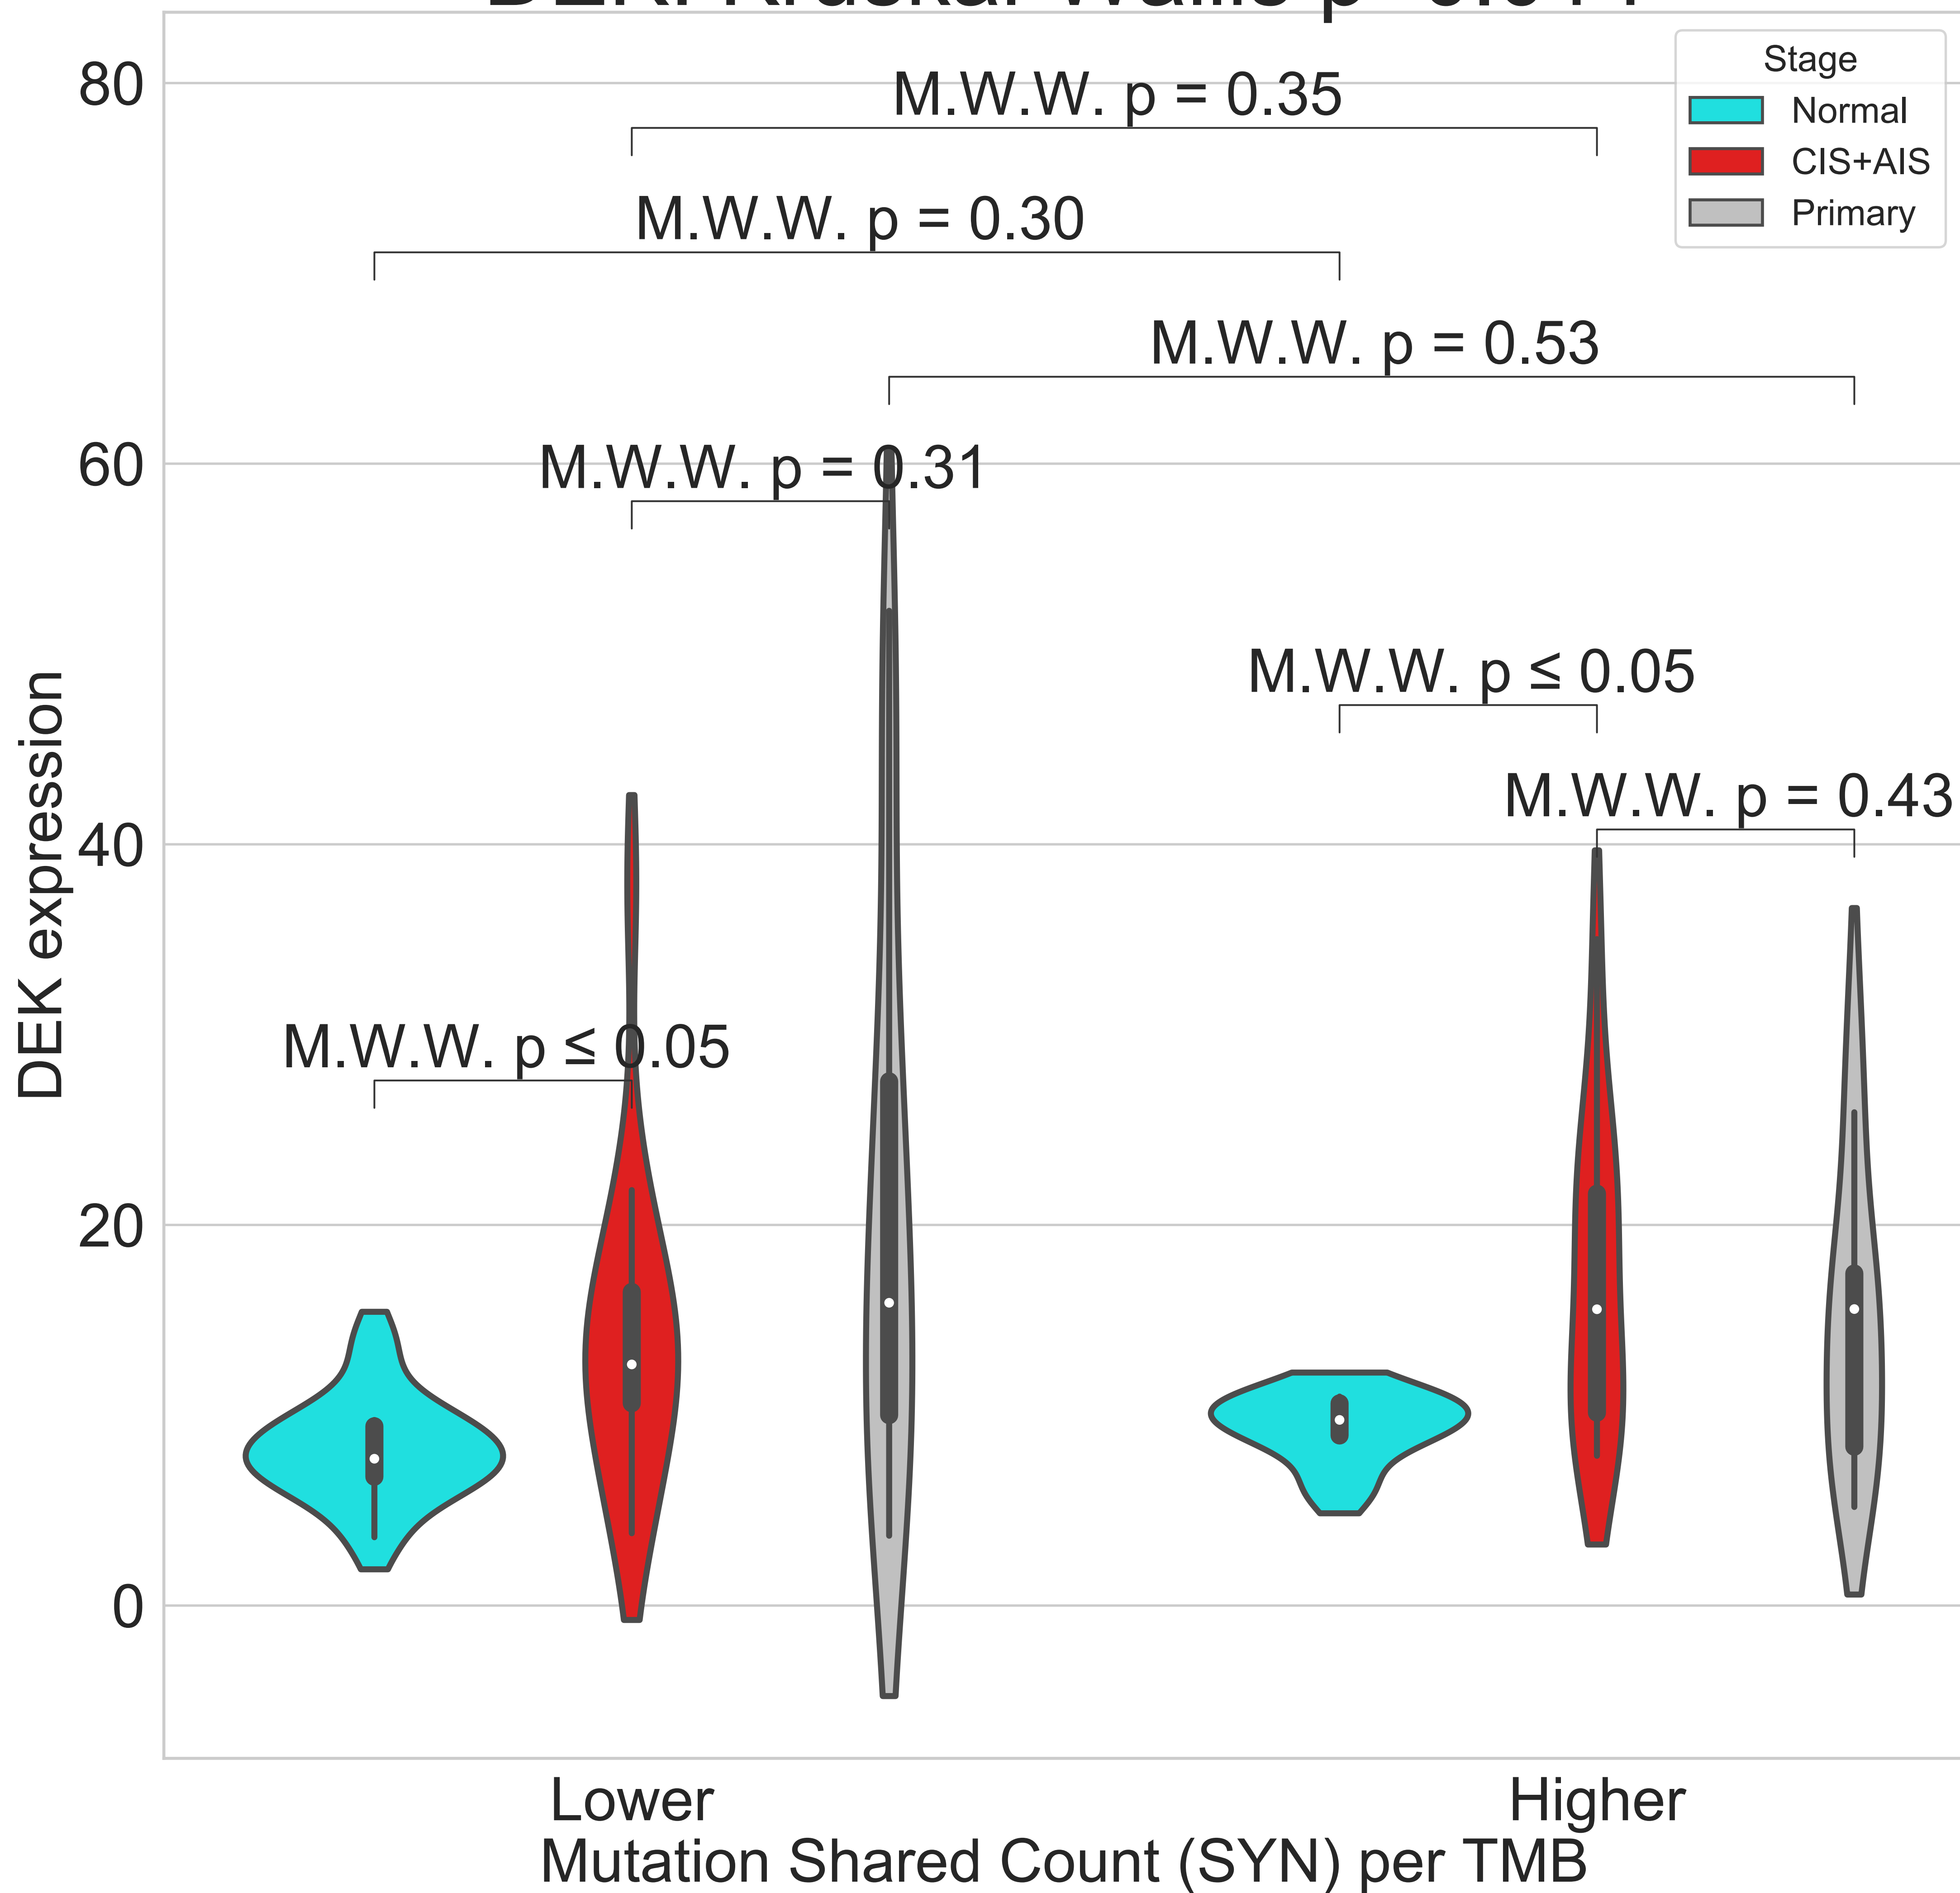 80
60
40
20
0
DEK expression
Stage
Normal
CIS+AIS
Primary
M.W.W. p = 0.35
M.W.W. p = 0.30
M.W.W. p = 0.53
M.W.W. p = 0.31
M.W.W. p ≤ 0.05
M.W.W. p = 0.43
M.W.W. p ≤ 0.05
Lower
Higher
Mutation Shared Count (SYN) per TMB